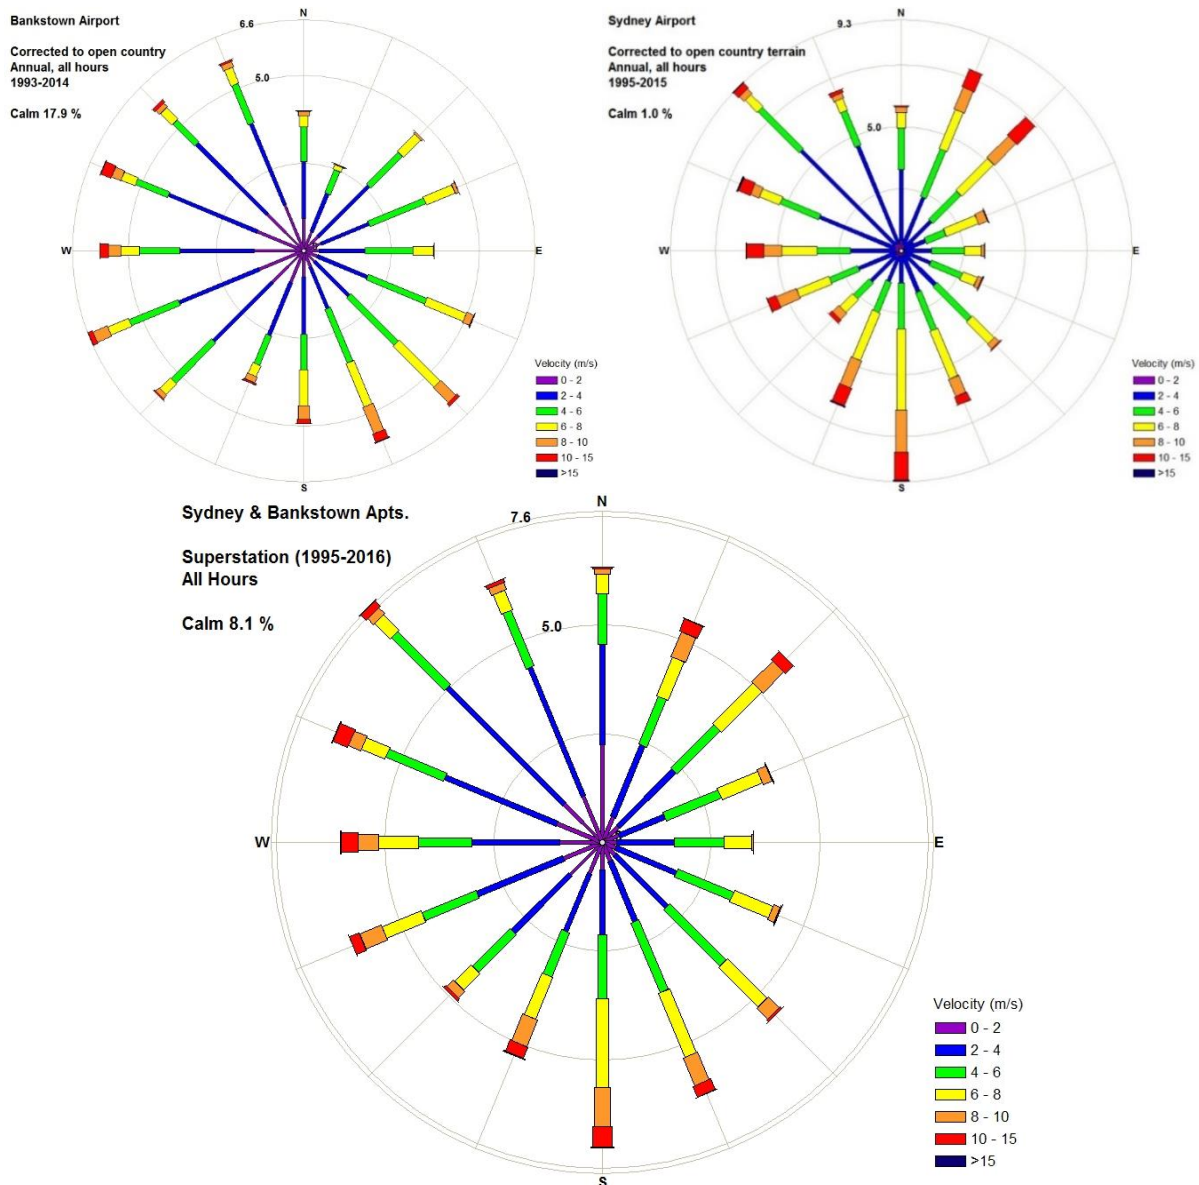 Bankstown Airport
Corrected to open country
Annual, all hours
1993-2014
Calm 17.9 %
6.6
5.0
N
W
E
S
Velocity (m/s)
0 - 2
2 - 4
4 - 6
6 - 8
8 - 10
10 - 15
>15
Sydney Airport
Corrected to open country terrain
Annual, all hours
1995-2015
Calm 1.0 %
9.3
5.0
N
W
E
S
Velocity (m/s)
0 - 2
2 - 4
4 - 6
6 - 8
8 - 10
10 - 15
>15
Sydney & Bankstown Apts.
Superstation (1995-2016)
All Hours
Calm 8.1 %
7.6
5.0
N
W
E
S
Velocity (m/s)
0 - 2
2 - 4
4 - 6
6 - 8
8 - 10
10 - 15
>15